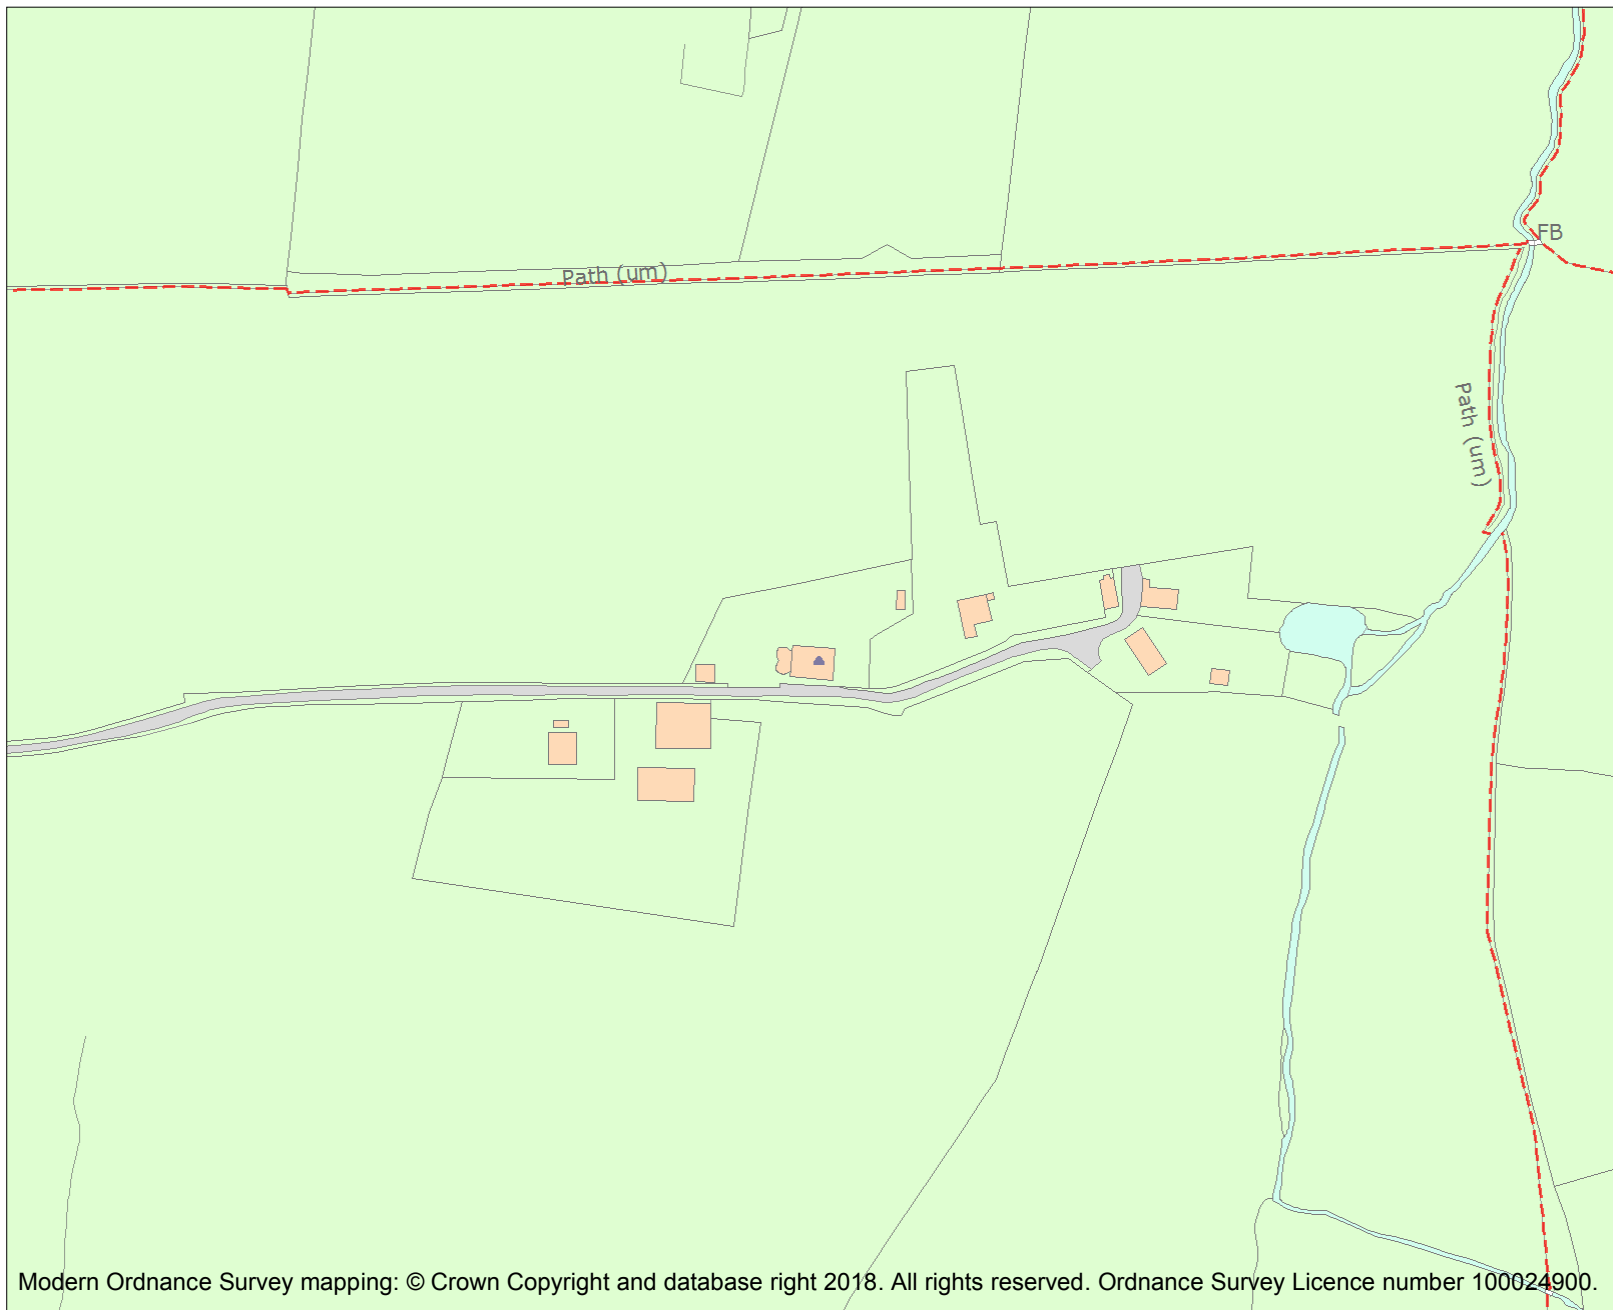 FB
Path (um)
Path (um)
Modern Ordnance Survey mapping: © Crown Copyright and database right 2018. All rights reserved. Ordnance Survey Licence number 100024900.